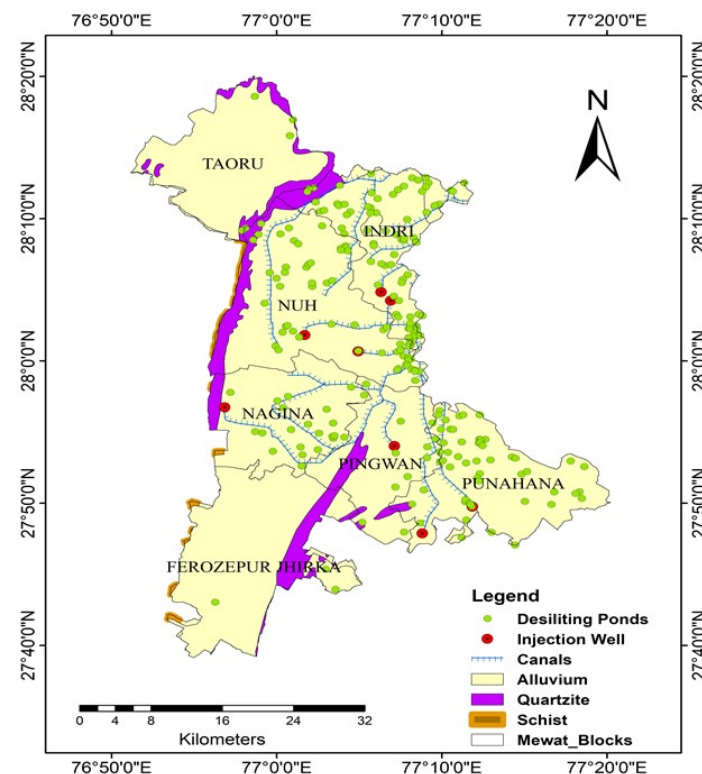 76°50'0"E 77°0'0"E 77°10'0"E 77°20'0"E
28°20'0"N 28°20'0"N
N
TAORU
28°10'0"N 28°10'0"N
INDRI
NUH
28°0'0"N 28°0'0"N
NAGINA
PINGWAN
PUNAHANA
27°50'0"N 27°50'0"N
FEROZEPUR JHIRKA
Legend
Desiliting Ponds
Injection Well
27°40'0"N 27°40'0"N
Canals
Alluvium
Quartzite
Schist
Mewat_Blocks
0 2 4 6 8 16 24 32
Kilometers
76°50'0"E 77°0'0"E 77°10'0"E 77°20'0"E